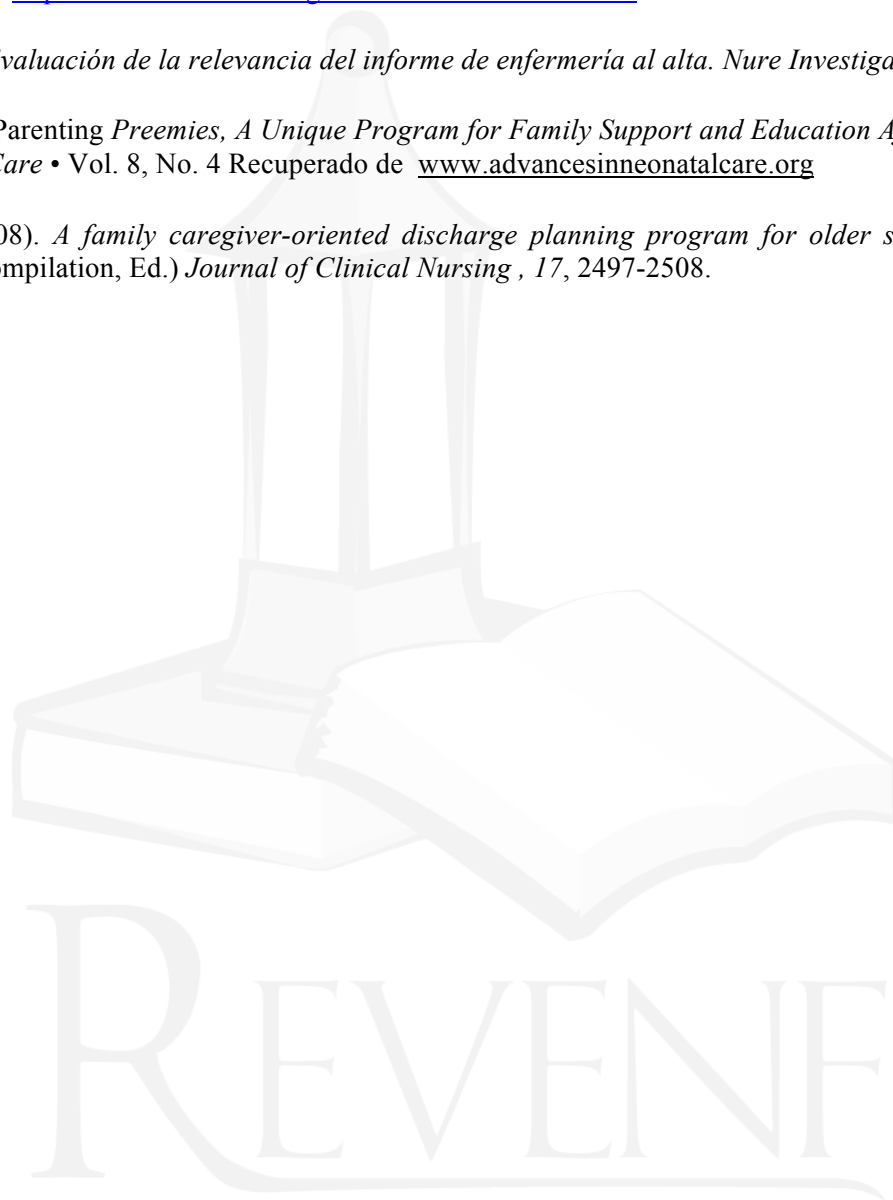 valuación de la relevancia del informe de enfermería al alta. Nure Investiga
Parenting Preemies, A Unique Program for Family Support and Education A
Care • Vol. 8, No. 4 Recuperado de www.advancesinneonatalcare.org
08). A family caregiver-oriented discharge planning program for older s
ompilation, Ed.) Journal of Clinical Nursing , 17, 2497-2508.
REVENF